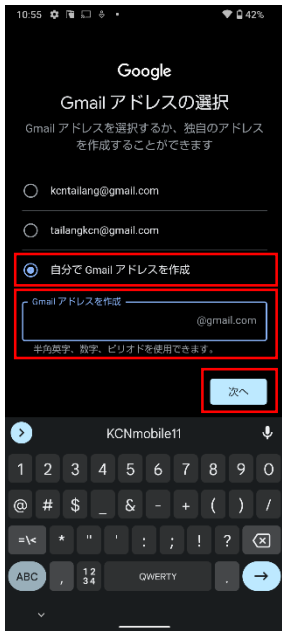 10:55 42%
Google
Gmail アドレスの選択
Gmail アドレスを選択するか、独自のアドレス
を作成することができます
kcntailang@gmail.com
tailangkcn@gmail.com
自分で Gmail アドレスを作成
Gmail アドレスを作成
@gmail.com
半角英字、数字、ピリオドを使用できます。
次へ
KCNmobile11
1 2 3 4 5 6 7 8 9 0
@ # $ _ & - + ( ) /
=\< * " ' : ; ! ?
ABC , 12 34 QWERTY .